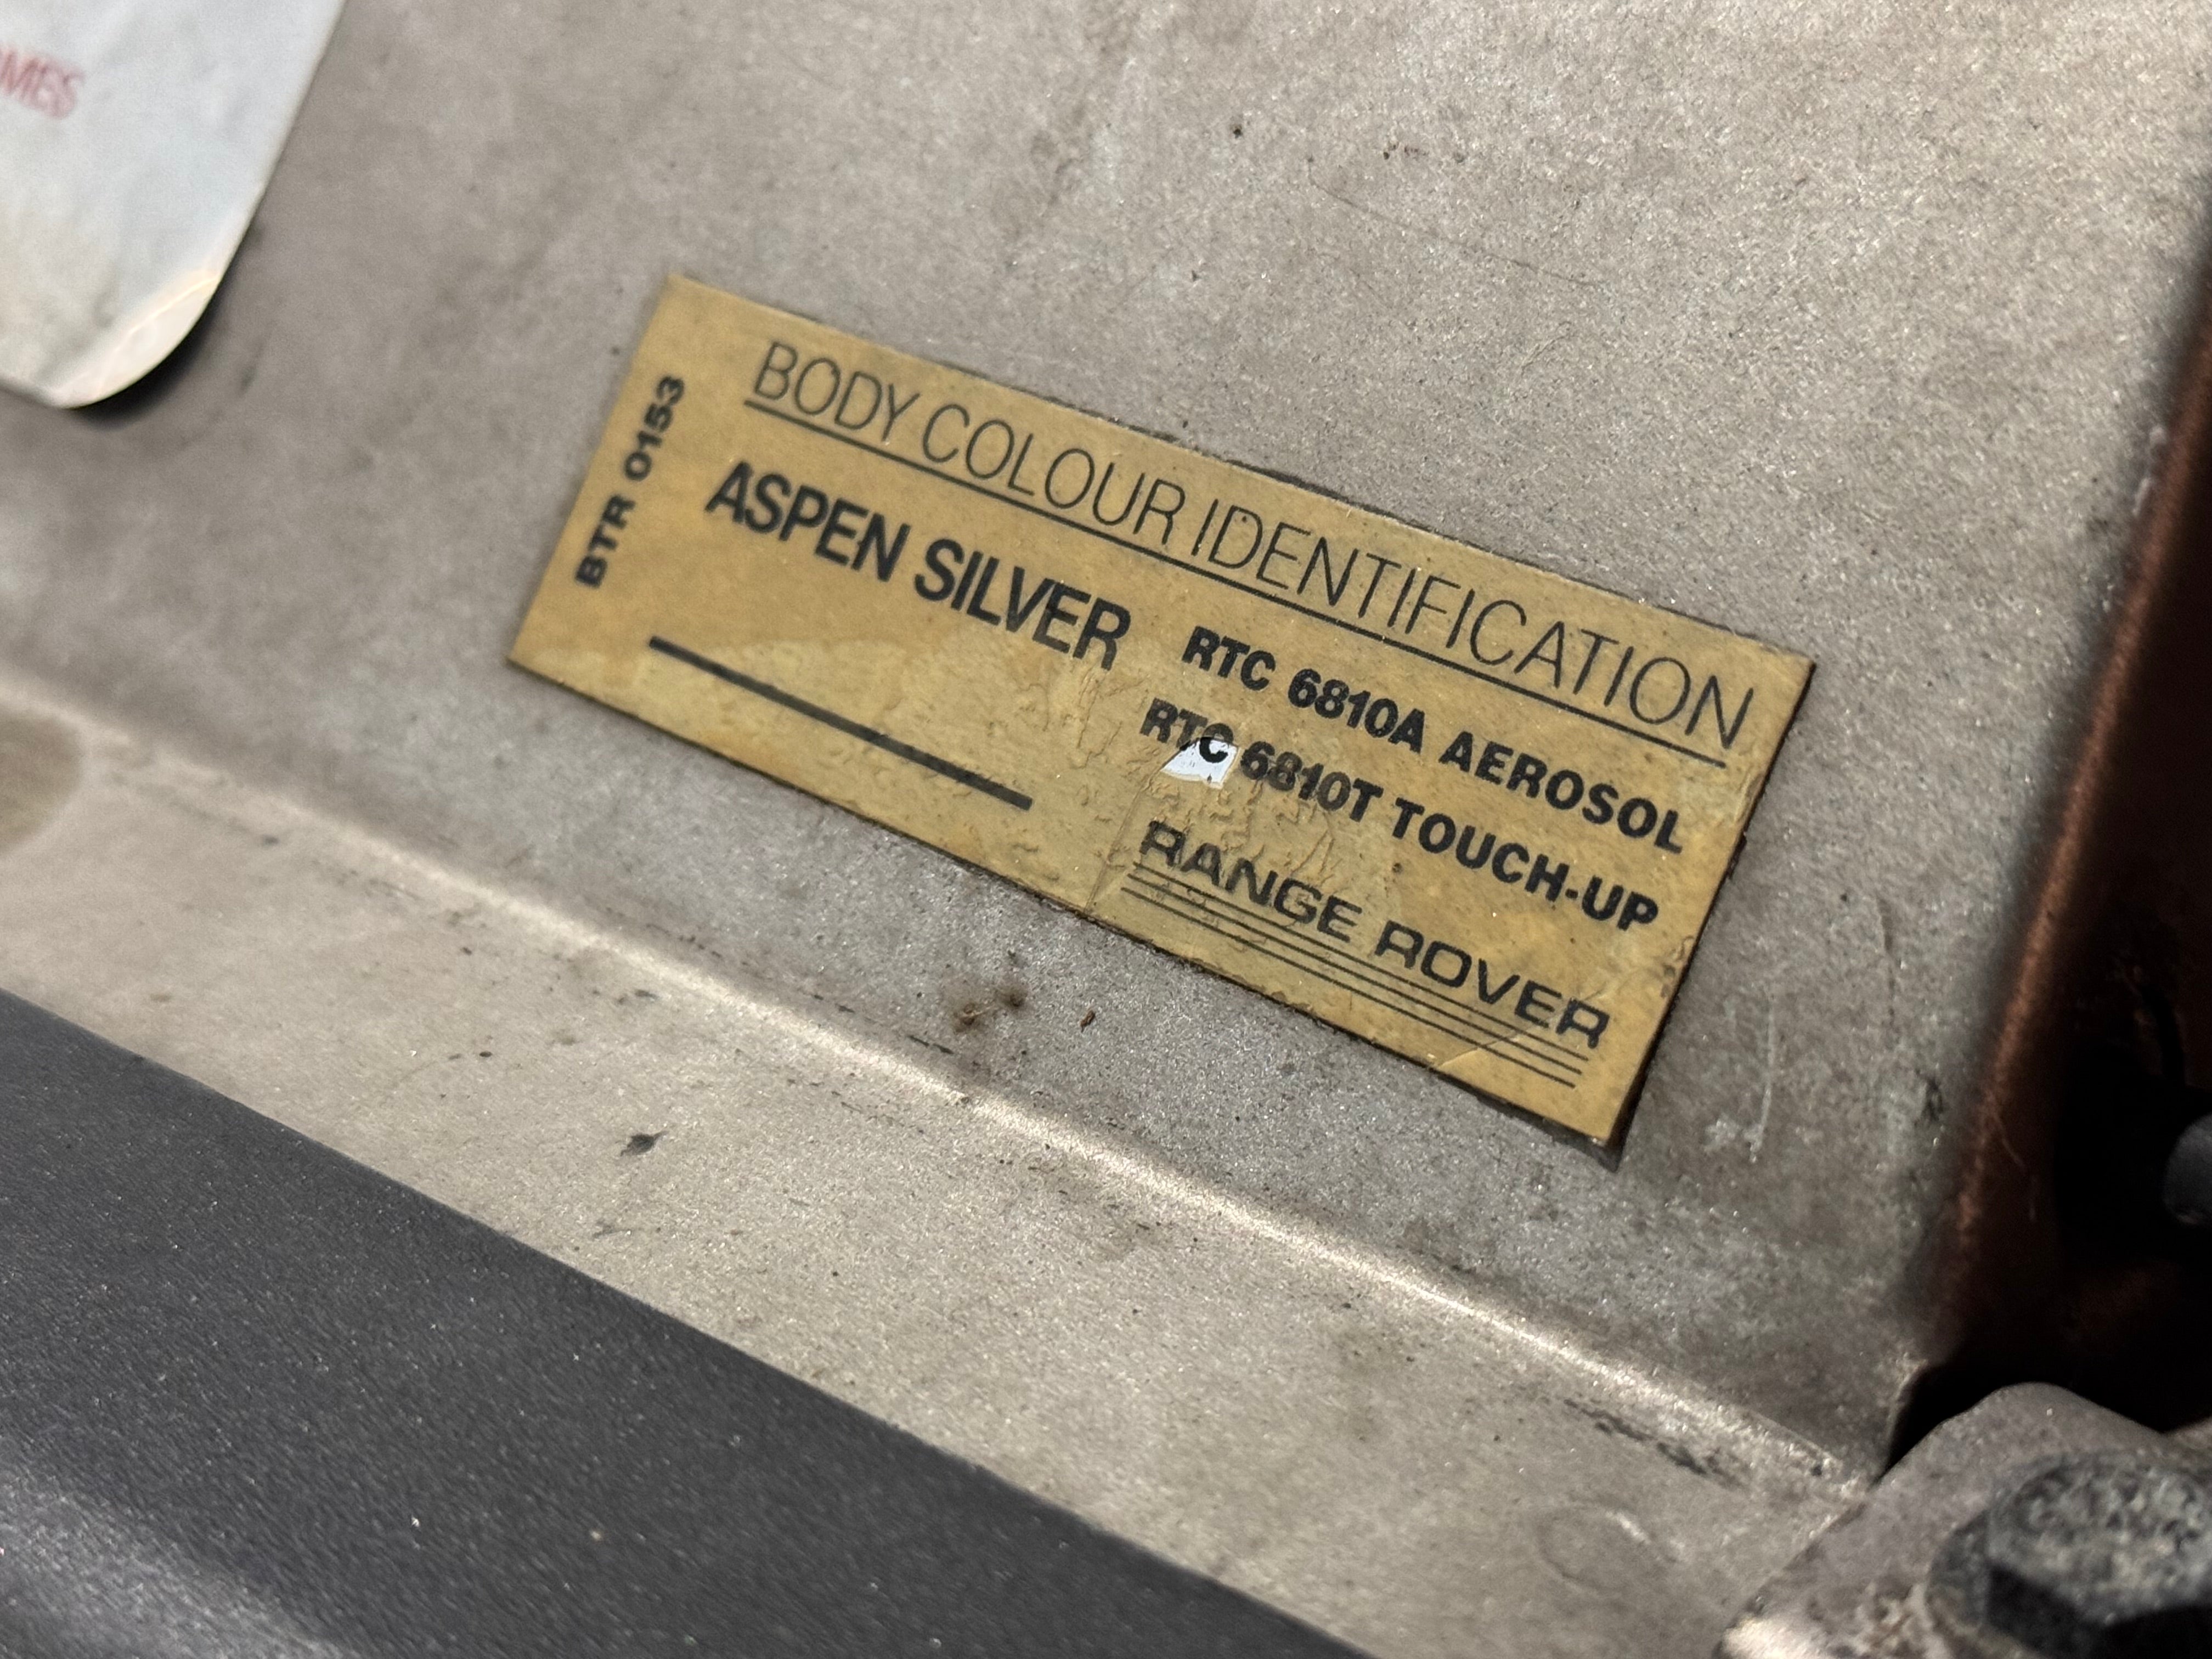 BTR 0153
BODY COLOUR IDENTIFICATION
ASPEN SILVER
RTC 6810A AEROSOL
RTC 6810T TOUCH-UP
RANGE ROVER